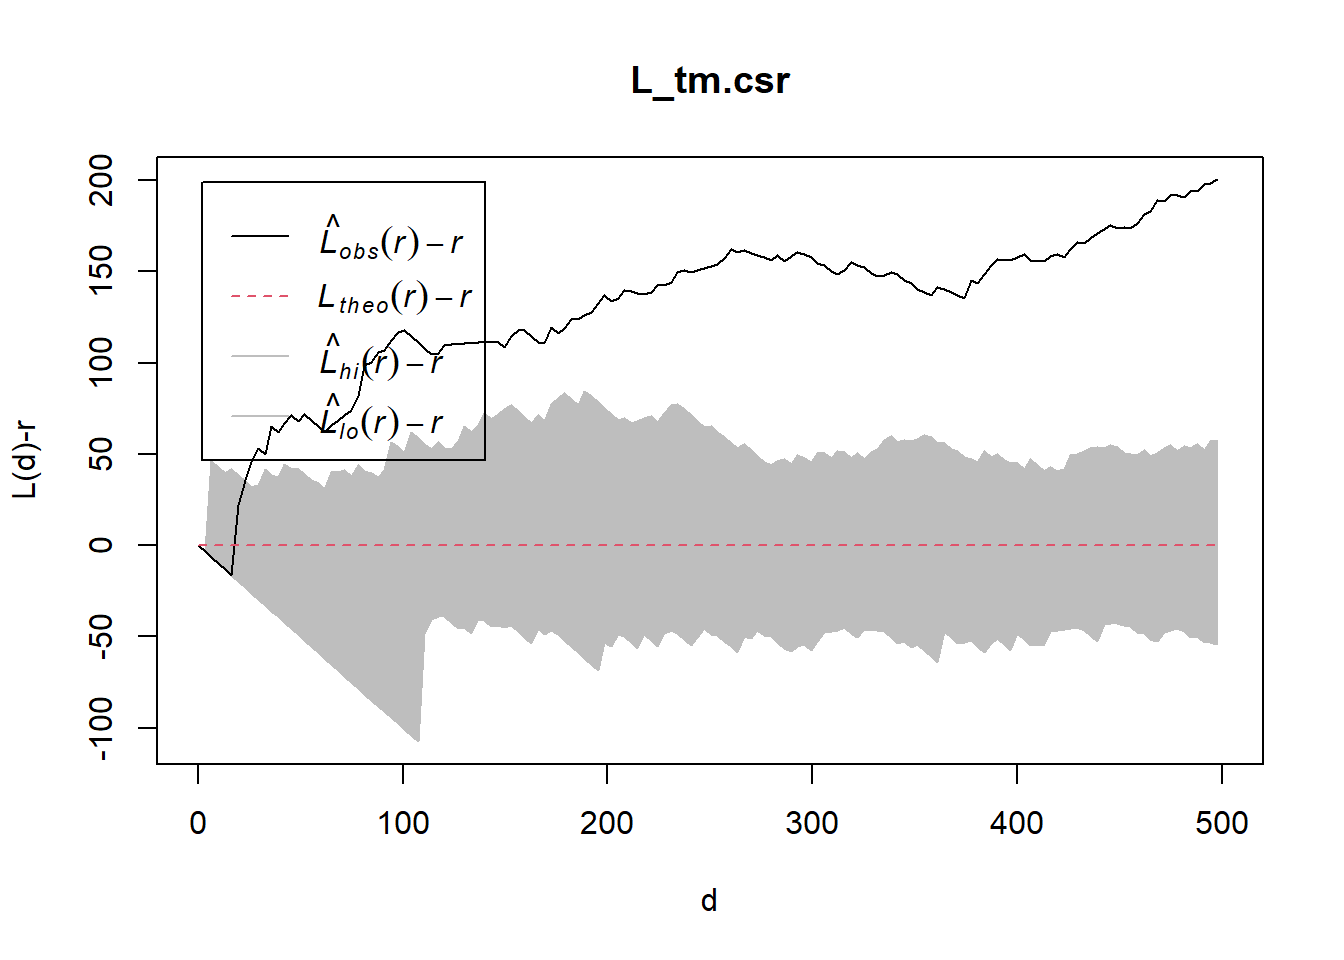 L_tm.csr
L̂obs(r) − r
Ltheo(r) − r
L̂hi(r) − r
L̂lo(r) − r
L(d)-r
200
150
100
50
0
-50
-100
0 100 200 300 400 500
d